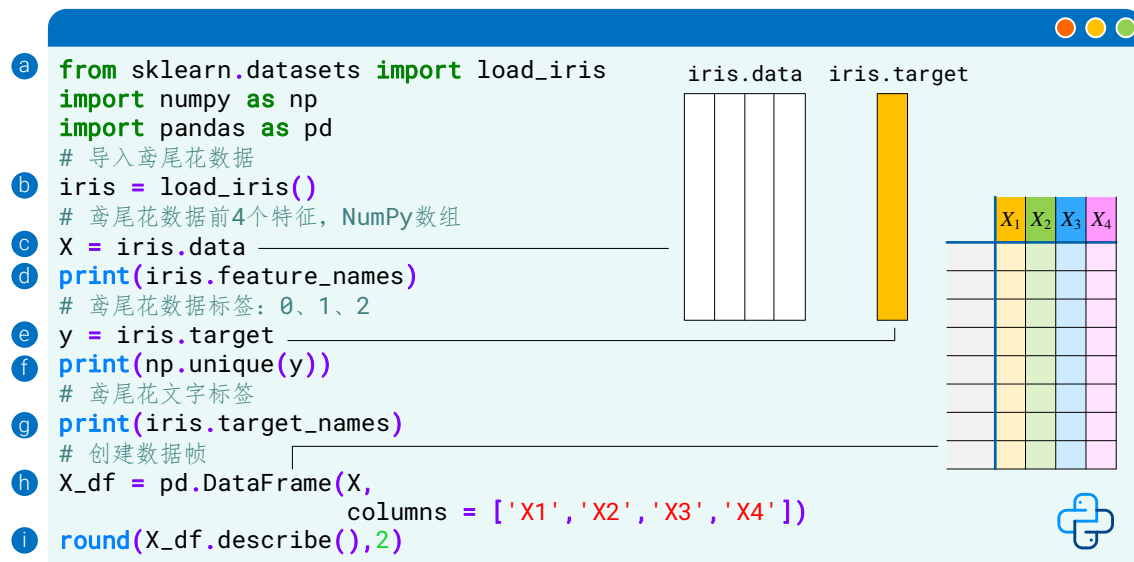 a from sklearn.datasets import load_iris
iris.data iris.target
import numpy as np
import pandas as pd
# 导入鸢尾花数据
b iris = load_iris()
# 鸢尾花数据前4个特征，NumPy数组
X1 X2 X3 X4
c X = iris.data
d print(iris.feature_names)
# 鸢尾花数据标签：0、1、2
e y = iris.target
f print(np.unique(y))
# 鸢尾花文字标签
g print(iris.target_names)
# 创建数据帧
h X_df = pd.DataFrame(X,
columns = ['X1','X2','X3','X4'])
i round(X_df.describe(),2)